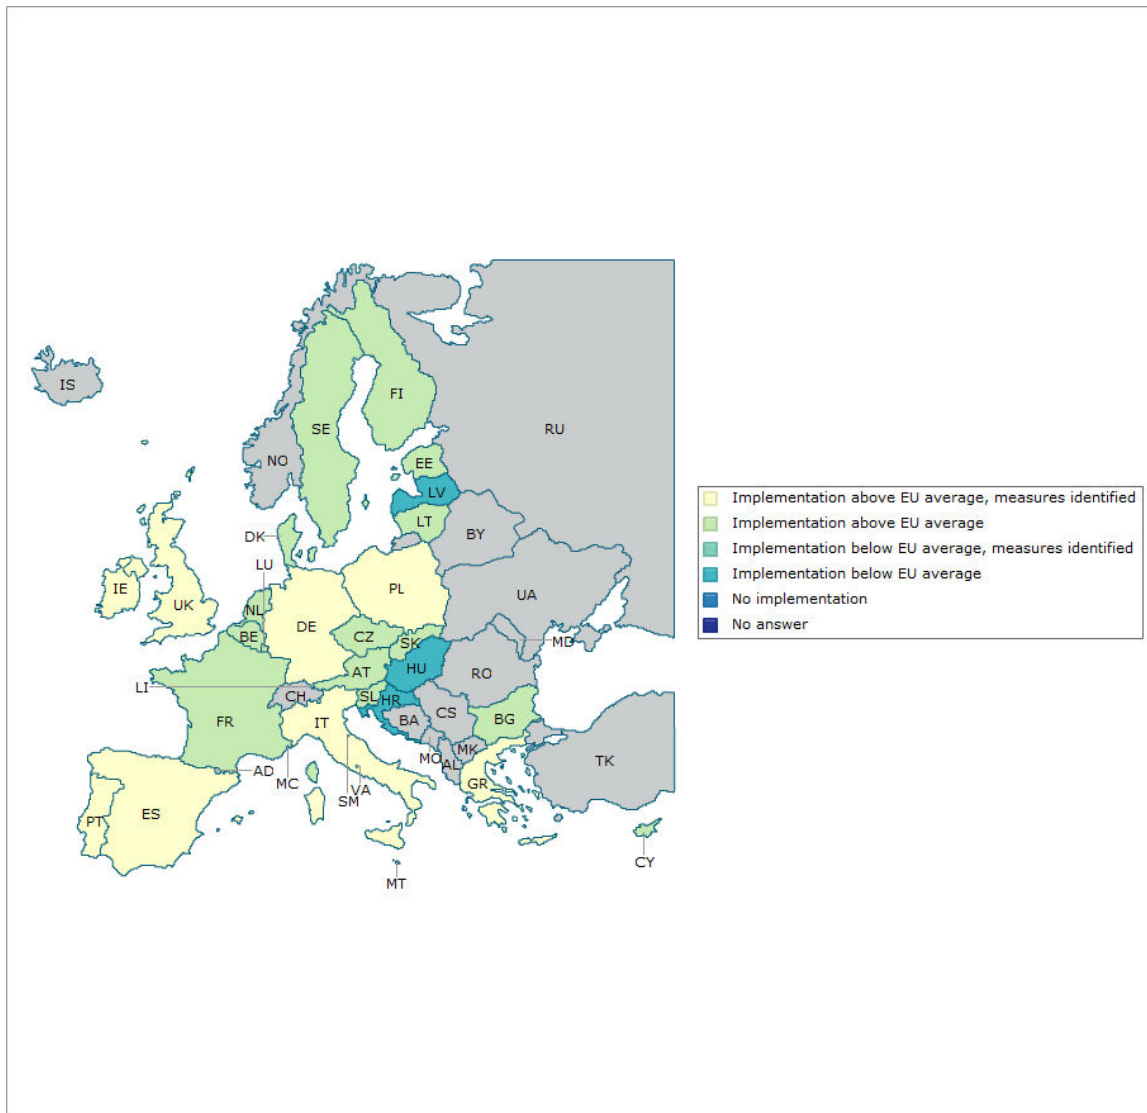 IS
FI
SE
RU
NO
EE
LV
LT
DK
BY
LU
IE
UK
PL
NL
DE
UA
BE
CZ
SK
MD
HU
AT
RO
LI
CH
SL
HR
FR
IT
BA
CS
BG
MO
MK
AL
TK
AD
MC
VA
SM
GR
ES
PT
CY
MT
Implementation above EU average, measures identified
Implementation above EU average
Implementation below EU average, measures identified
Implementation below EU average
No implementation
No answer